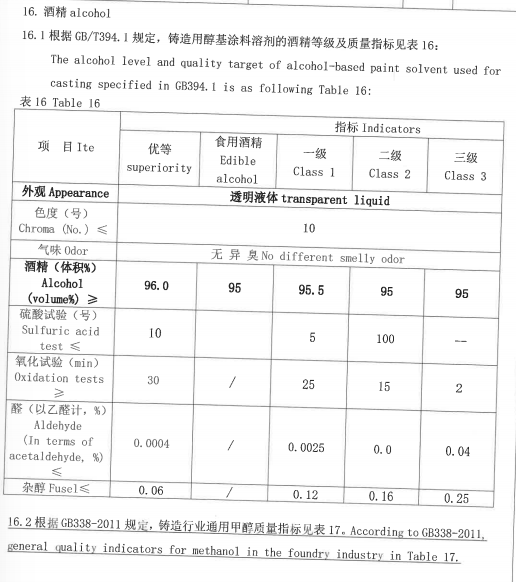 16. 酒精 alcohol
16.1 根据 GB/T394.1 规定，铸造用醇基涂料溶剂的酒精等级及质量指标见表 16：
The alcohol level and quality target of alcohol-based paint solvent used for
casting specified in GB394.1 is as following Table 16:
表 16 Table 16
项 目 Ite
指标 Indicators
优等
superiority
食用酒精
Edible
alcohol
一级
Class 1
二级
Class 2
三级
Class 3
外观 Appearance
透明液体 transparent liquid
色度（号）
Chroma (No.) ≤
10
气味 Odor
无 异 臭 No different smelly odor
酒精（体积%）
Alcohol
(volume%) ≥
96.0 95 95.5 95 95
硫酸试验（号）
Sulfuric acid
test ≤
10 5 100 --
氧化试验（min）
Oxidation tests
≥
30 / 25 15 2
醛（以乙醛计，%）
Aldehyde
(In terms of
acetaldehyde, %)
≤
0.0004 / 0.0025 0.0 0.04
杂醇 Fusel≤ 0.06 / 0.12 0.16 0.25
16.2 根据 GB338-2011 规定，铸造行业通用甲醇质量指标见表 17。According to GB338-2011,
general quality indicators for methanol in the foundry industry in Table 17.